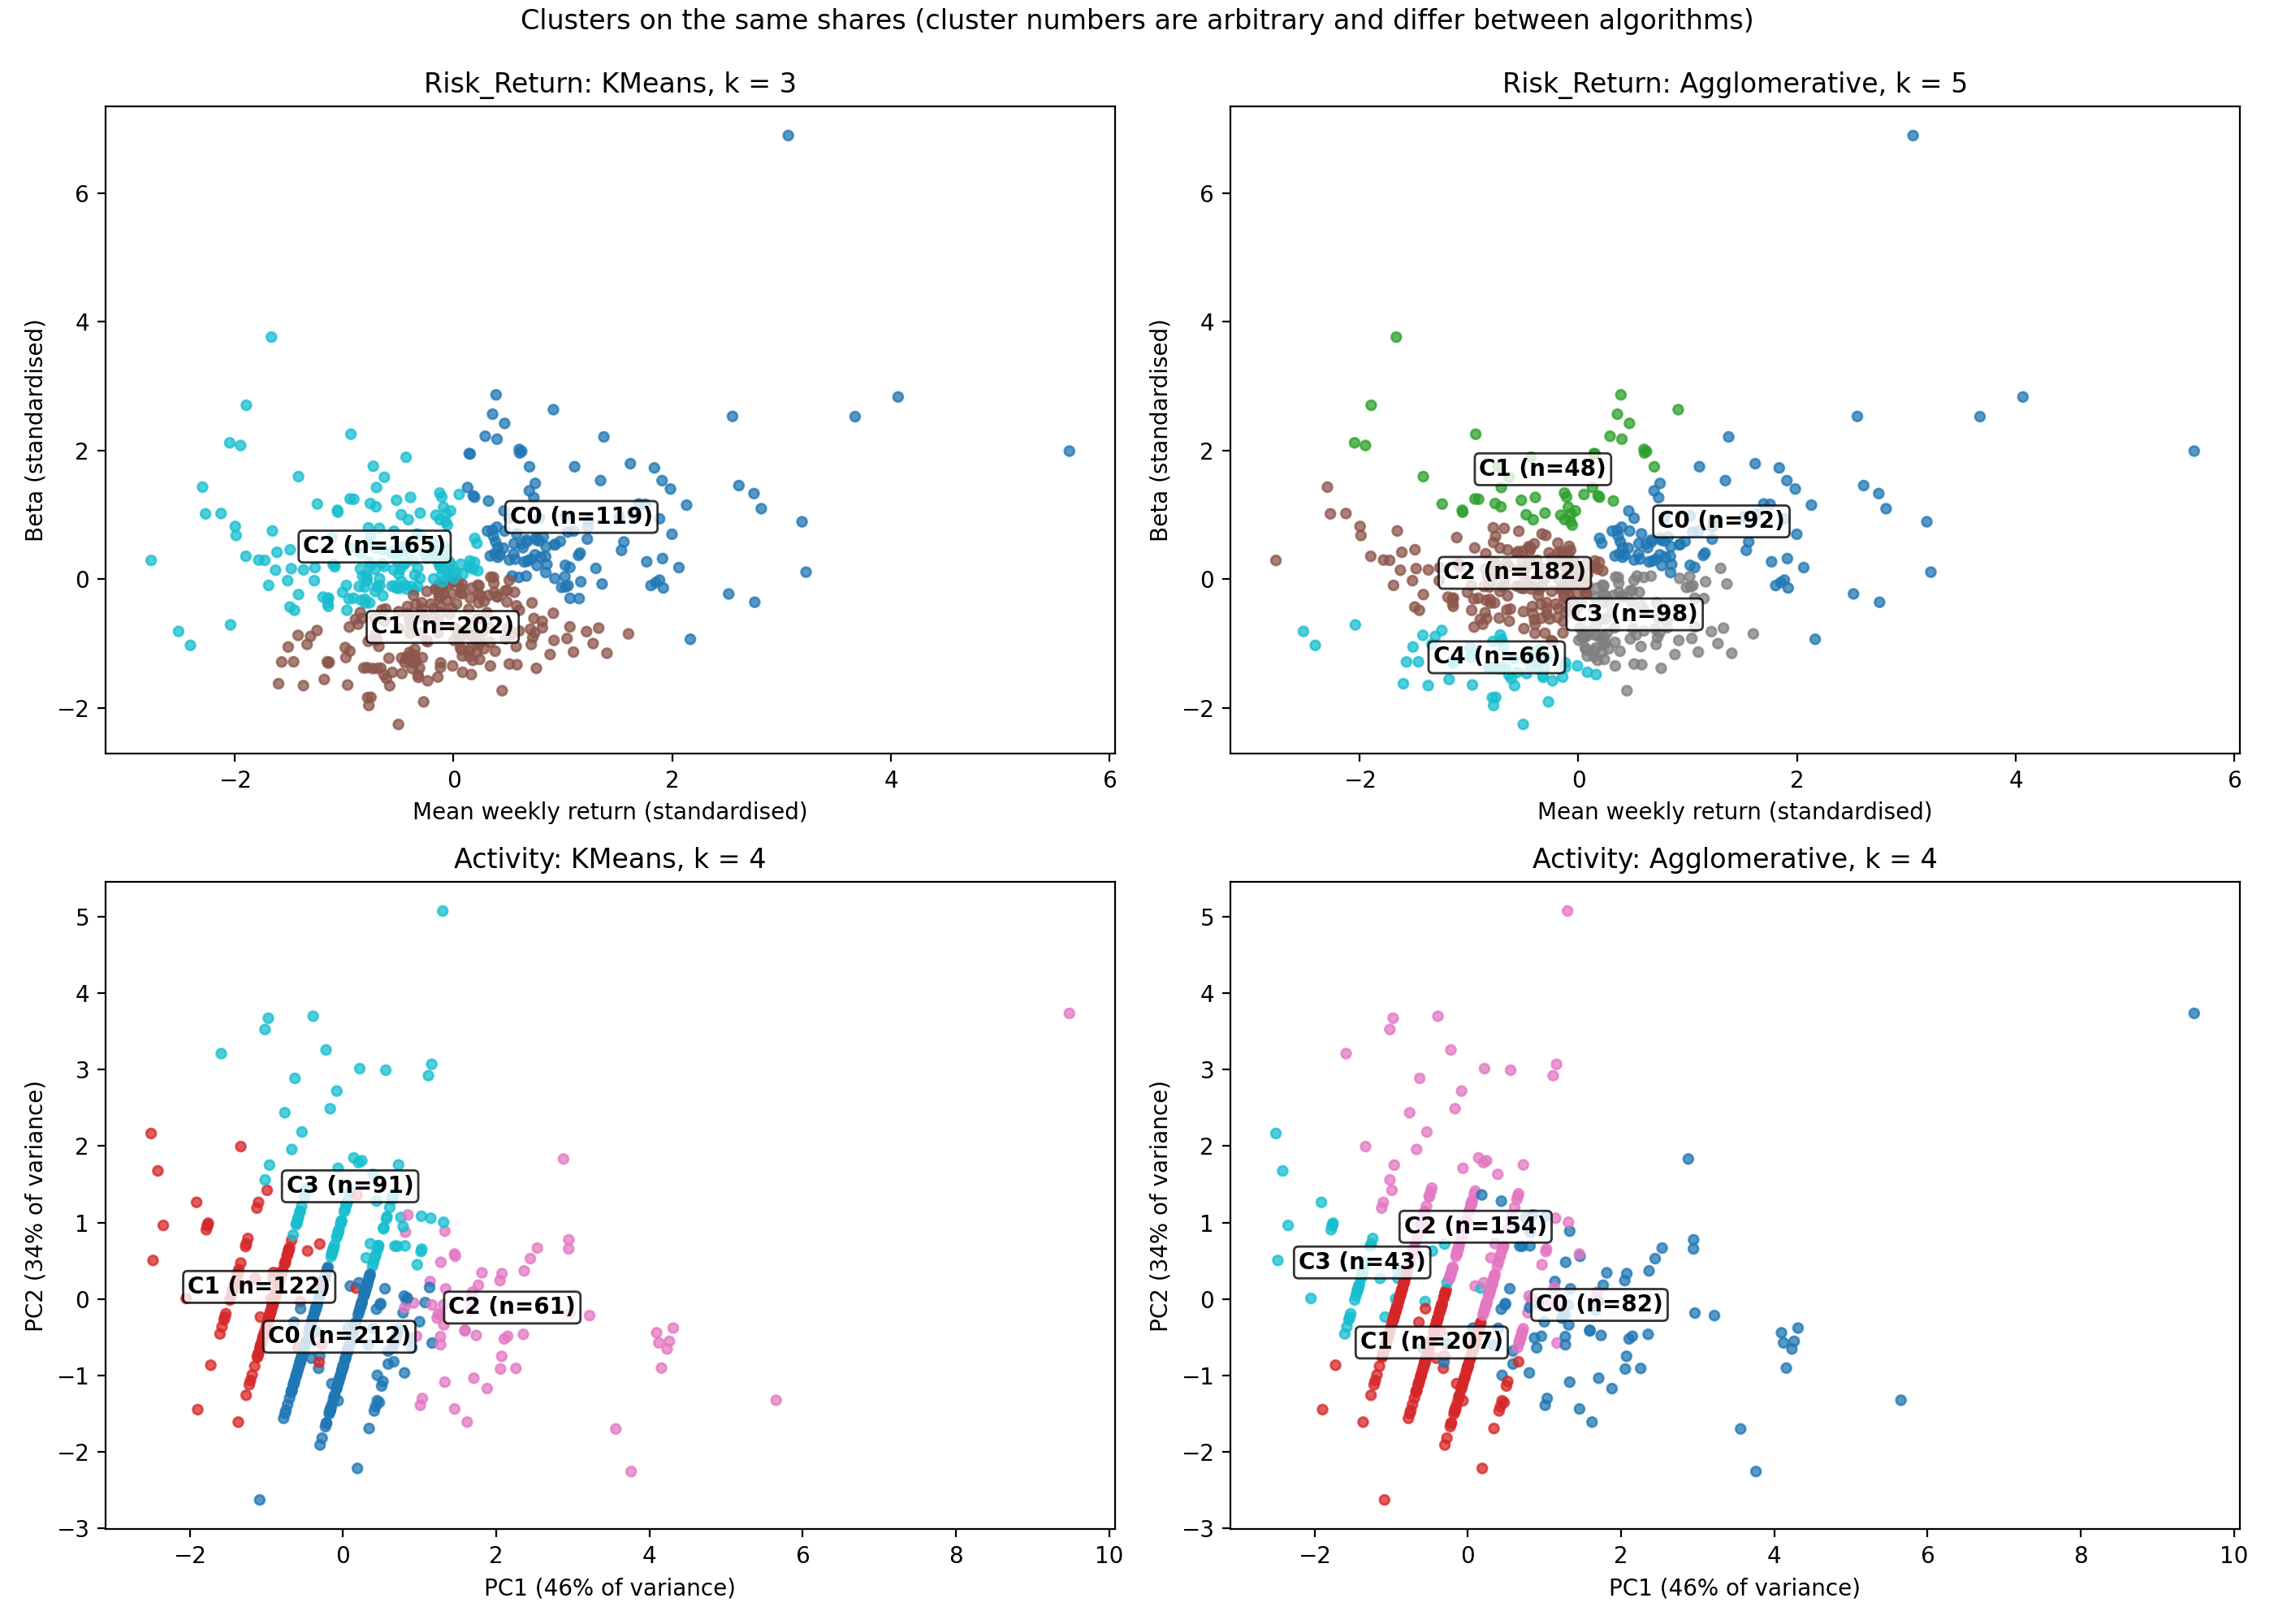 Clusters on the same shares (cluster numbers are arbitrary and differ between algorithms)
Risk_Return: KMeans, k = 3
6
4
2
0
−2
Beta (standardised)
C0 (n=119)
C2 (n=165)
C1 (n=202)
−2 0 2 4 6
Mean weekly return (standardised)
Risk_Return: Agglomerative, k = 5
6
4
2
0
−2
Beta (standardised)
C1 (n=48)
C0 (n=92)
C2 (n=182)
C3 (n=98)
C4 (n=66)
−2 0 2 4 6
Mean weekly return (standardised)
Activity: KMeans, k = 4
5
4
3
2
1
0
−1
−2
−3
PC2 (34% of variance)
C3 (n=91)
C1 (n=122)
C2 (n=61)
C0 (n=212)
−2 0 2 4 6 8 10
PC1 (46% of variance)
Activity: Agglomerative, k = 4
5
4
3
2
1
0
−1
−2
−3
PC2 (34% of variance)
C2 (n=154)
C3 (n=43)
C0 (n=82)
C1 (n=207)
−2 0 2 4 6 8 10
PC1 (46% of variance)